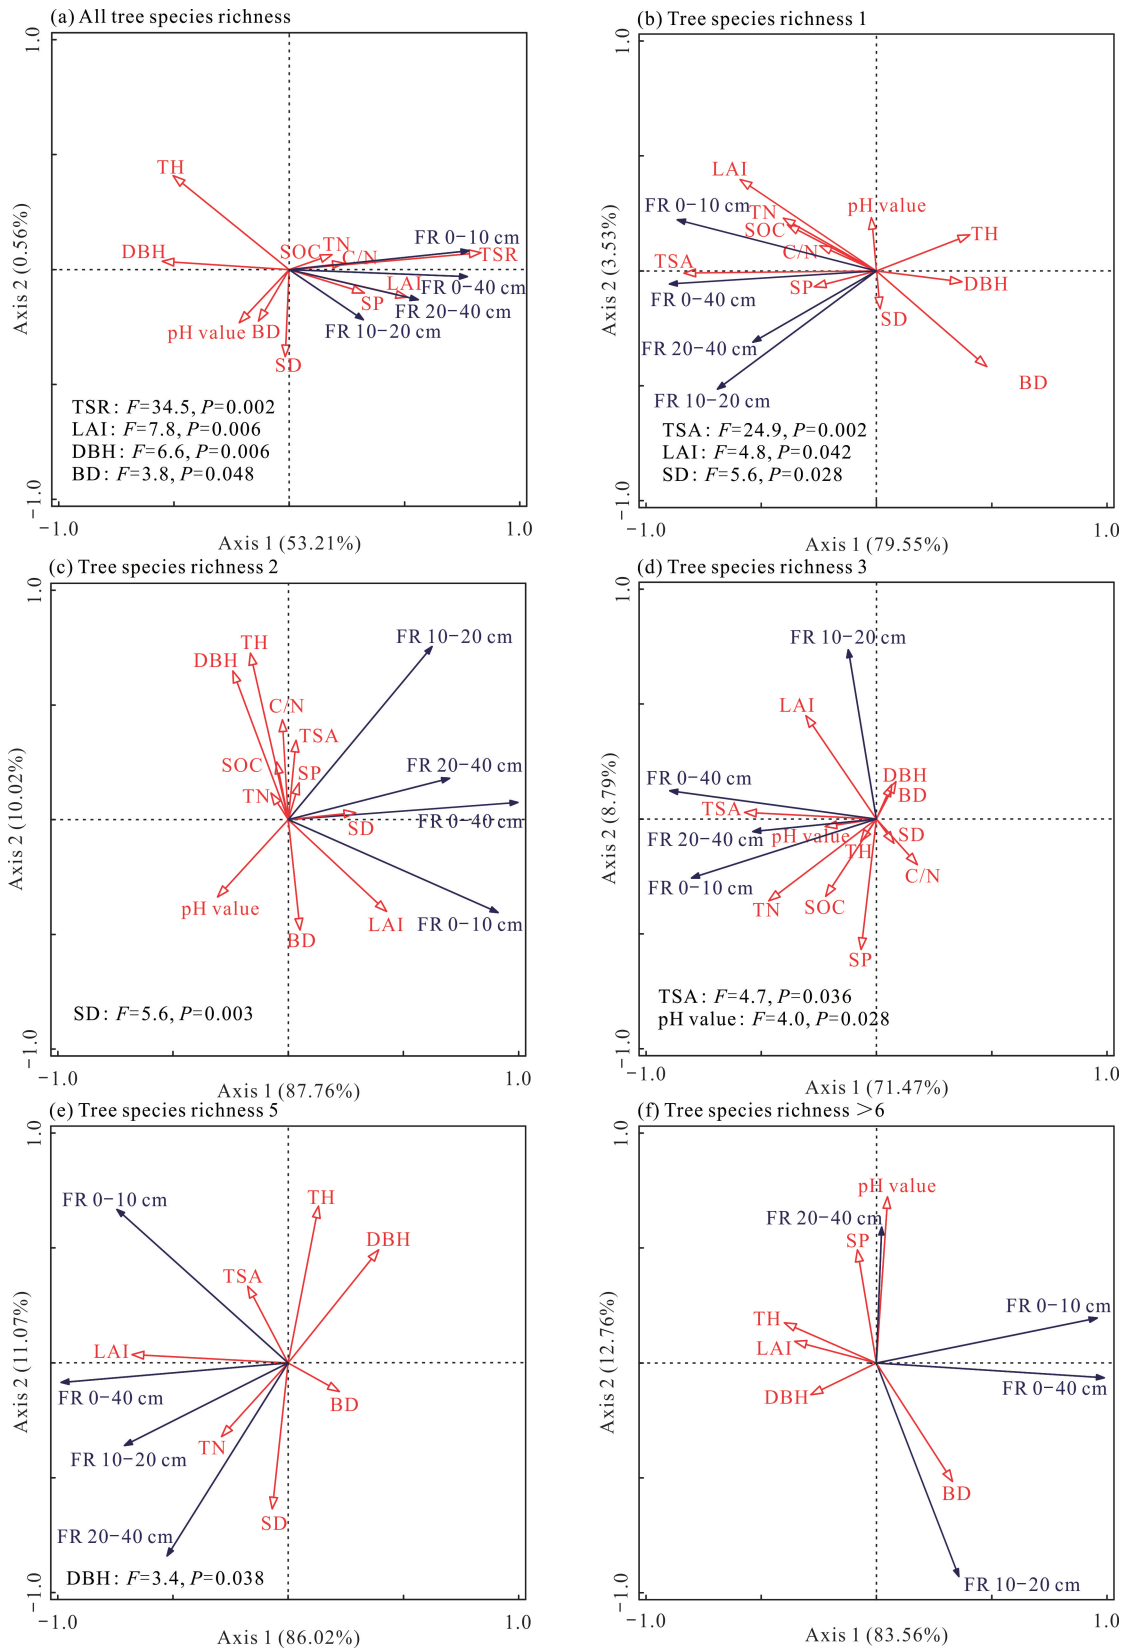 (a) All tree species richness
1.0
TH
DBH
SOC
TN
C/N
FR 0−10 cm
TSR
FR 0−40 cm
LAI
SP
FR 20−40 cm
FR 10−20 cm
pH value
BD
SD
TSR: F=34.5, P=0.002
LAI: F=7.8, P=0.006
DBH: F=6.6, P=0.006
BD: F=3.8, P=0.048
Axis 2 (0.56%)
−1.0
−1.0
1.0
Axis 1 (53.21%)
(b) Tree species richness 1
1.0
LAI
FR 0−10 cm
TN
SOC
pH value
C/N
TH
TSA
SP
DBH
FR 0−40 cm
SD
FR 20−40 cm
BD
FR 10−20 cm
TSA: F=24.9, P=0.002
LAI: F=4.8, P=0.042
SD: F=5.6, P=0.028
Axis 2 (3.53%)
−1.0
−1.0
1.0
Axis 1 (79.55%)
(c) Tree species richness 2
1.0
FR 10−20 cm
TH
DBH
C/N
TSA
SOC
SP
FR 20−40 cm
TN
SD
FR 0−40 cm
pH value
BD
LAI
FR 0−10 cm
SD: F=5.6, P=0.003
Axis 2 (10.02%)
−1.0
−1.0
1.0
Axis 1 (87.76%)
(d) Tree species richness 3
1.0
FR 10−20 cm
LAI
FR 0−40 cm
DBH
BD
TSA
FR 20−40 cm
pH value
SD
TH
FR 0−10 cm
C/N
TN
SOC
SP
TSA: F=4.7, P=0.036
pH value: F=4.0, P=0.028
Axis 2 (8.79%)
−1.0
−1.0
1.0
Axis 1 (71.47%)
(e) Tree species richness 5
1.0
FR 0−10 cm
TH
DBH
TSA
LAI
FR 0−40 cm
BD
TN
FR 10−20 cm
SD
FR 20−40 cm
DBH: F=3.4, P=0.038
Axis 2 (11.07%)
−1.0
−1.0
1.0
Axis 1 (86.02%)
(f) Tree species richness >6
1.0
pH value
FR 20−40 cm
SP
FR 0−10 cm
TH
LAI
DBH
FR 0−40 cm
BD
FR 10−20 cm
Axis 2 (12.76%)
−1.0
−1.0
1.0
Axis 1 (83.56%)